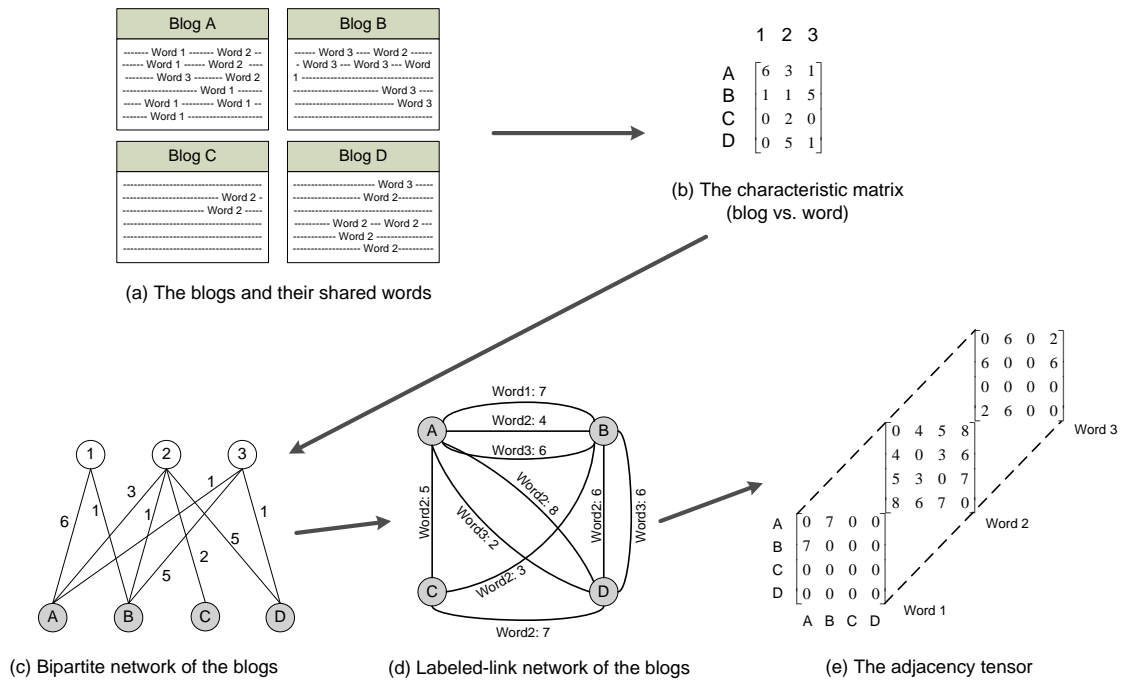 Blog A
------- Word 1 ------- Word 2 --
------ Word 1 ------ Word 2 ----
-------- Word 3 -------- Word 2
---------------------- Word 1 ------
----- Word 1 -------- Word 1 --
------ Word 1 ----------------------
Blog B
------- Word 3 ---- Word 2 ------
- Word 3 --- Word 3 --- Word
1 -------------------------------
---------------------- Word 3 ----
-------------------------- Word 3
Blog C
------------------------ Word 2 -
--------------------- Word 2 -----
Blog D
--------------------- Word 3 -----
------------------ Word 2---------
--------- Word 2 --- Word 2 ---
----------- Word 2 ---------------
------------------ Word 2----------
(a) The blogs and their shared words
1 2 3
A 6 3 1
B 1 1 5
C 0 2 0
D 0 5 1
(b) The characteristic matrix
(blog vs. word)
1 2 3
6 1 3 1 5 2 1 5 1
A B C D
(c) Bipartite network of the blogs
Word1: 7
A Word2: 4 B
Word3: 6
Word2: 5
Word3: 2
Word2: 8
Word2: 3
Word2: 6
Word3: 6
C D
Word2: 7
(d) Labeled-link network of the blogs
0 6 0 2
6 0 0 6
0 0 0 0
2 6 0 0
Word 3
0 4 5 8
4 0 3 6
5 3 0 7
8 6 7 0
Word 2
A 0 7 0 0
B 7 0 0 0
C 0 0 0 0
D 0 0 0 0
Word 1
A B C D
(e) The adjacency tensor